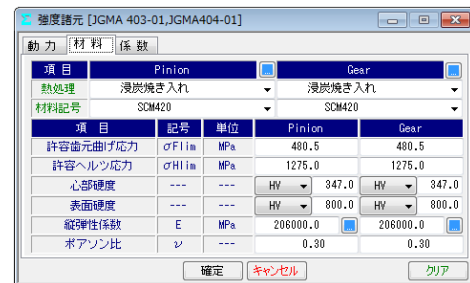 強度諸元 [JGMA 403-01,JGMA404-01]
動力 材料 係数
項目 Pinion ... Gear ...
熱処理 浸炭焼き入れ 浸炭焼き入れ
材料記号 SCM420 SCM420
項目 記号 単位 Pinion Gear
許容歯元曲げ応力 σFlim MPa 480.5 480.5
許容ヘルツ応力 σHlim MPa 1275.0 1275.0
心部硬度 --- --- HV 347.0 HV 347.0
表面硬度 --- --- HV 800.0 HV 800.0
縦弾性係数 E MPa 206000.0 ... 206000.0 ...
ポアソン比 ν --- 0.30 0.30
確定 キャンセル クリア